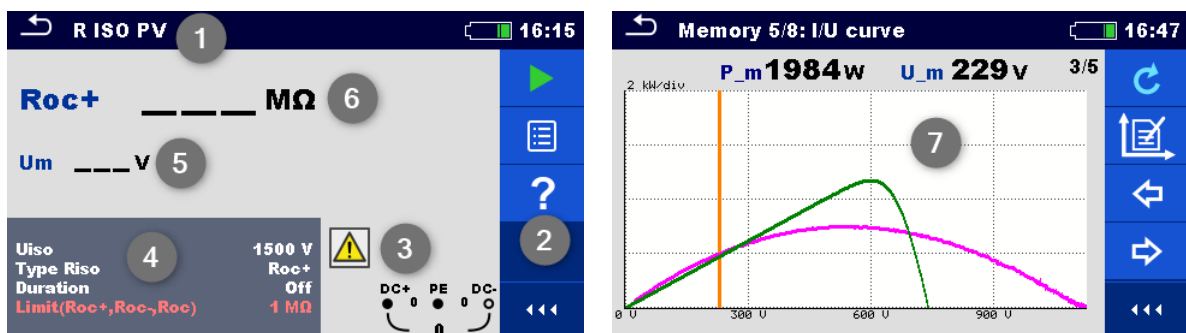 R ISO PV 1 16:15
Roc+ ___ MΩ 6
Um ___ V 5
?
2
Uiso 1500 V
Type Riso Roc+
Duration Off
Limit(Roc+,Roc-,Roc) 1 MΩ
4
3
DC+ PE DC-
0 0
0
Memory 5/8: I/U curve 16:47
P_m 1984 W U_m 229 V 3/5
2 kW/div
7
0 U 300 U 600 U 900 U